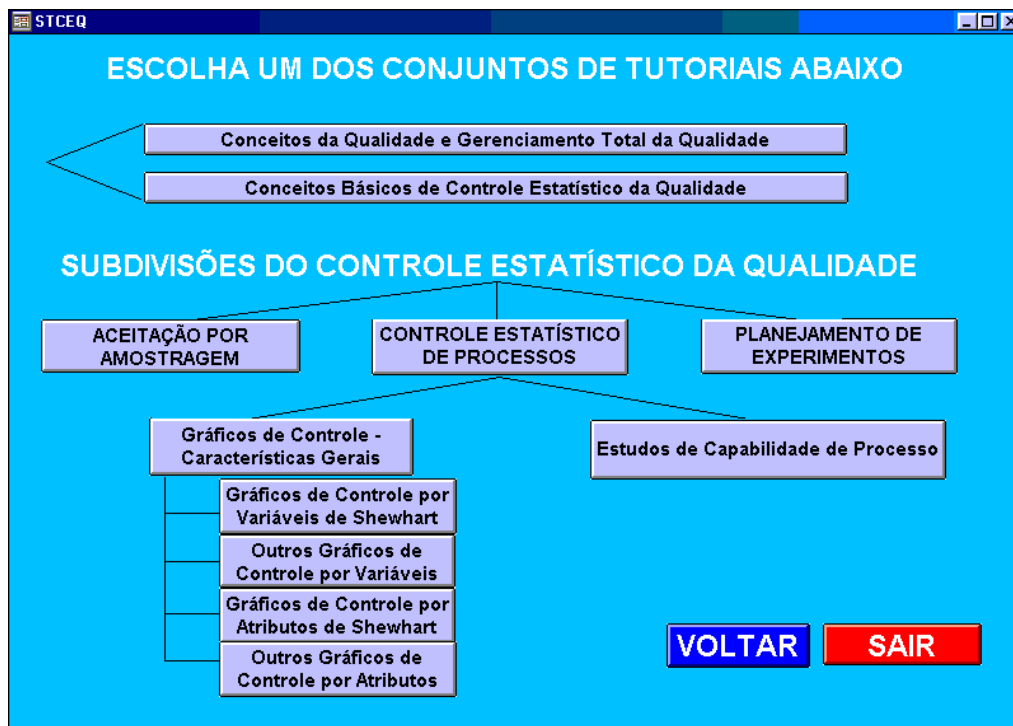 STCEQ
ESCOLHA UM DOS CONJUNTOS DE TUTORIAIS ABAIXO
Conceitos da Qualidade e Gerenciamento Total da Qualidade
Conceitos Básicos de Controle Estatístico da Qualidade
SUBDIVISÕES DO CONTROLE ESTATÍSTICO DA QUALIDADE
ACEITAÇÃO POR
AMOSTRAGEM
CONTROLE ESTATÍSTICO
DE PROCESSOS
PLANEJAMENTO DE
EXPERIMENTOS
Gráficos de Controle -
Características Gerais
Estudos de Capabilidade de Processo
Gráficos de Controle por
Variáveis de Shewhart
Outros Gráficos de
Controle por Variáveis
Gráficos de Controle por
Atributos de Shewhart
Outros Gráficos de
Controle por Atributos
VOLTAR
SAIR